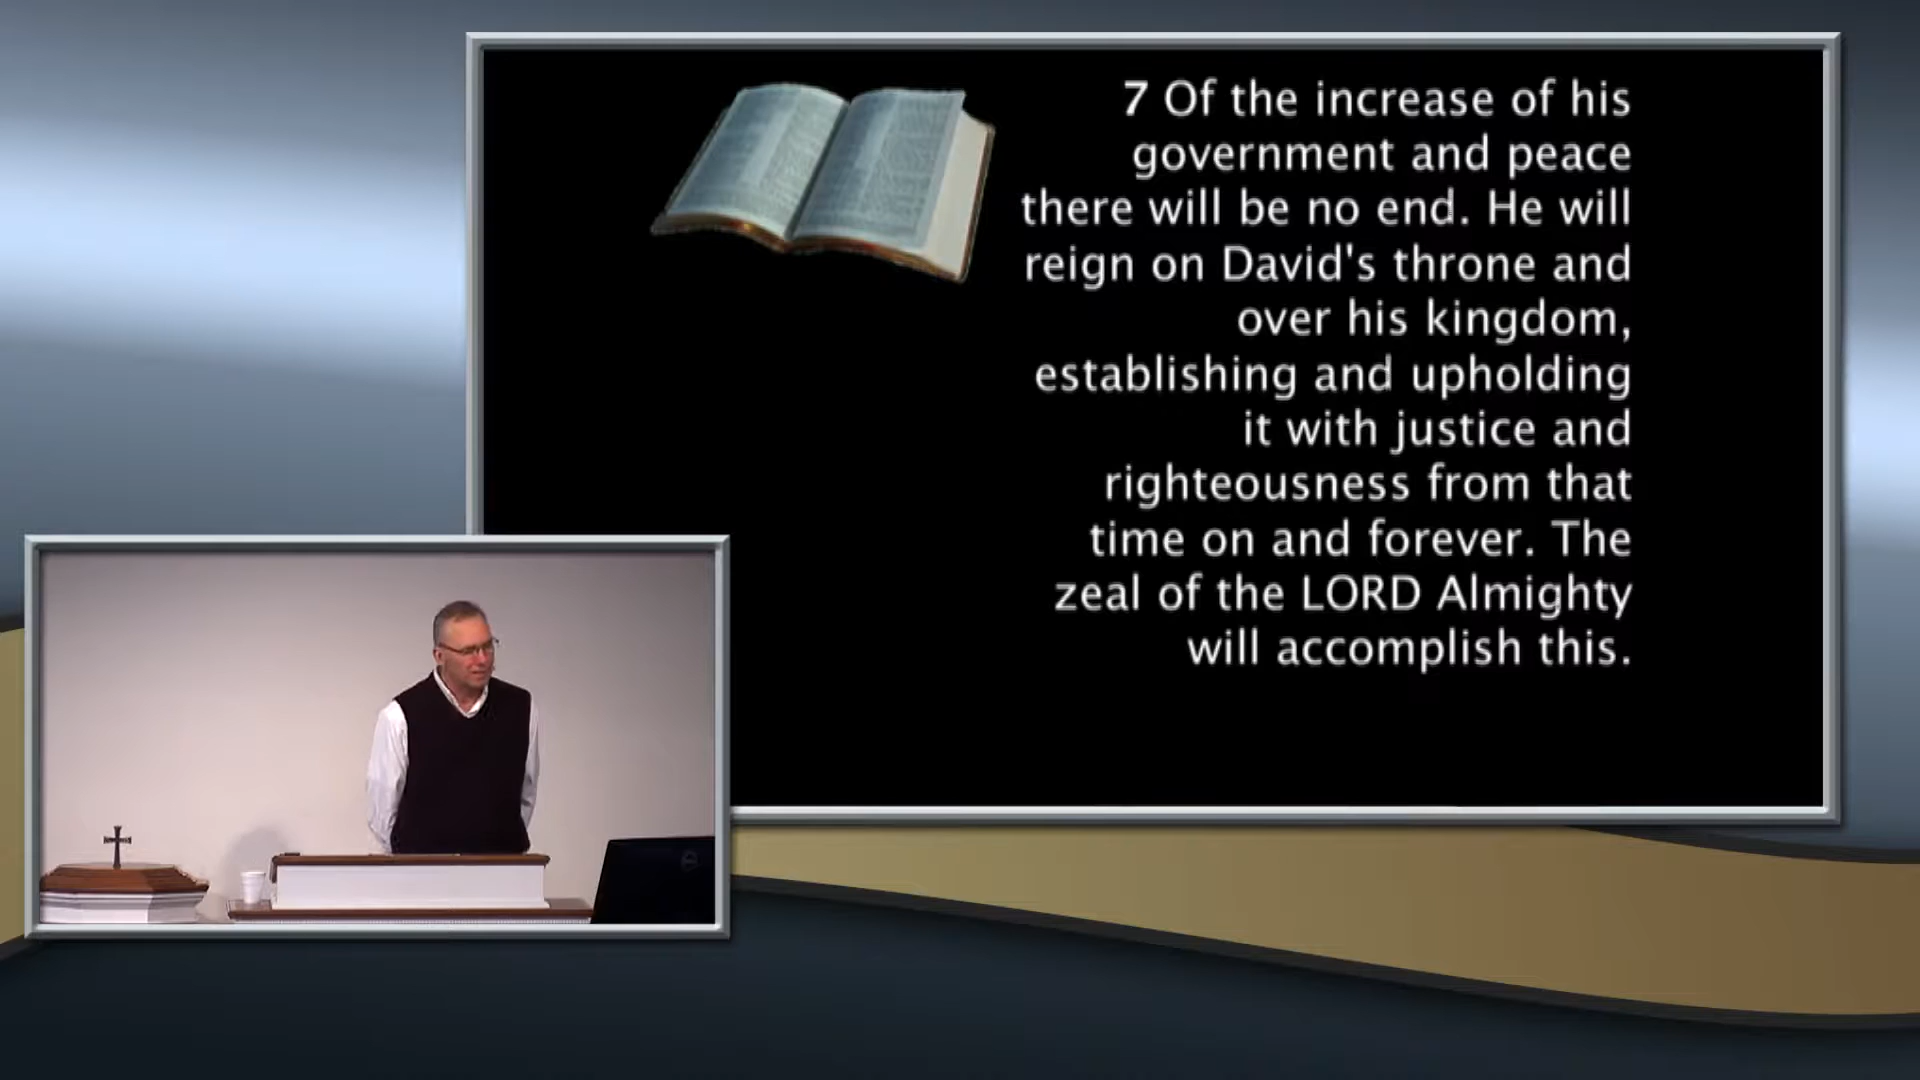 7 Of the increase of his
government and peace
there will be no end. He will
reign on David's throne and
over his kingdom,
establishing and upholding
it with justice and
righteousness from that
time on and forever. The
zeal of the LORD Almighty
will accomplish this.